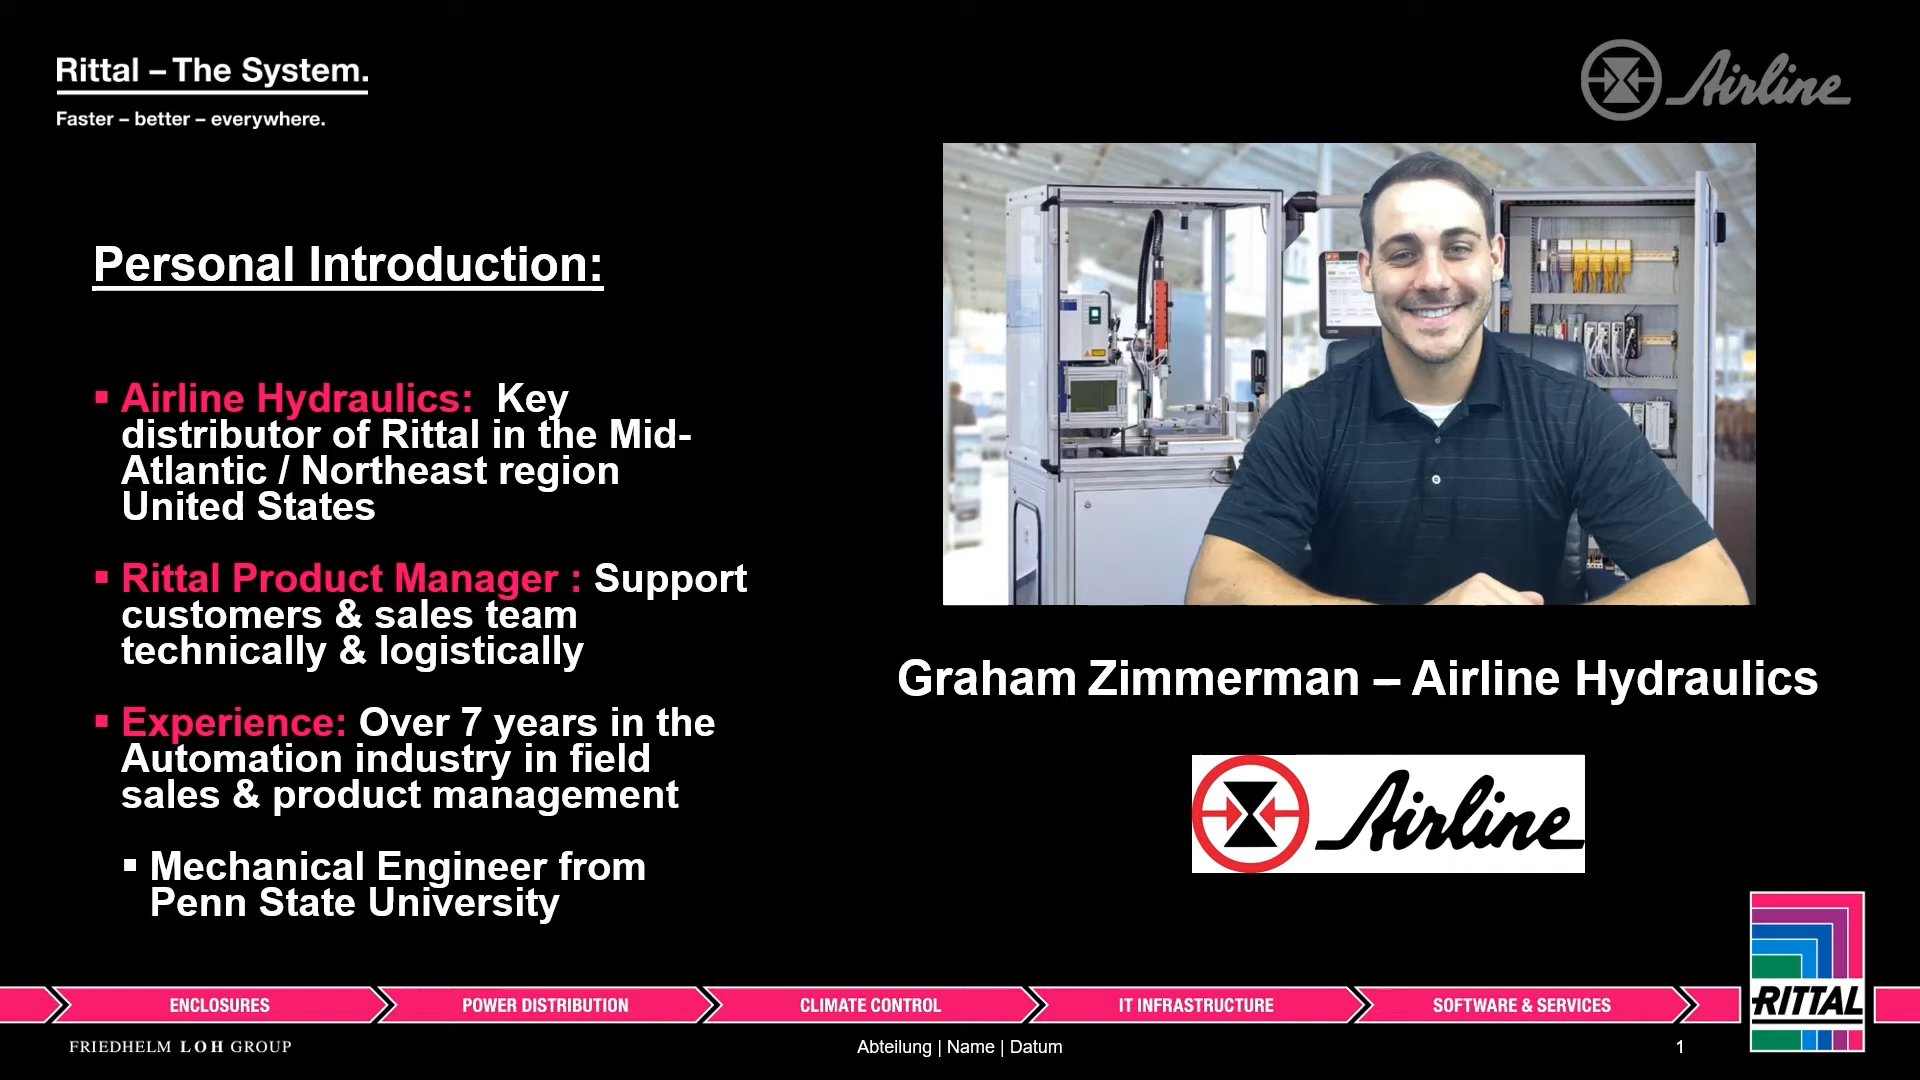 Rittal – The System.
Faster – better – everywhere.
Airline
Personal Introduction:
▪ Airline Hydraulics:  Key
distributor of Rittal in the Mid-
Atlantic / Northeast region
United States
▪ Rittal Product Manager : Support
customers & sales team
technically & logistically
▪ Experience: Over 7 years in the
Automation industry in field
sales & product management
▪ Mechanical Engineer from
Penn State University
Graham Zimmerman – Airline Hydraulics
Airline
ENCLOSURES
POWER DISTRIBUTION
CLIMATE CONTROL
IT INFRASTRUCTURE
SOFTWARE & SERVICES
RITTAL
FRIEDHELM LOH GROUP
Abteilung | Name | Datum
1